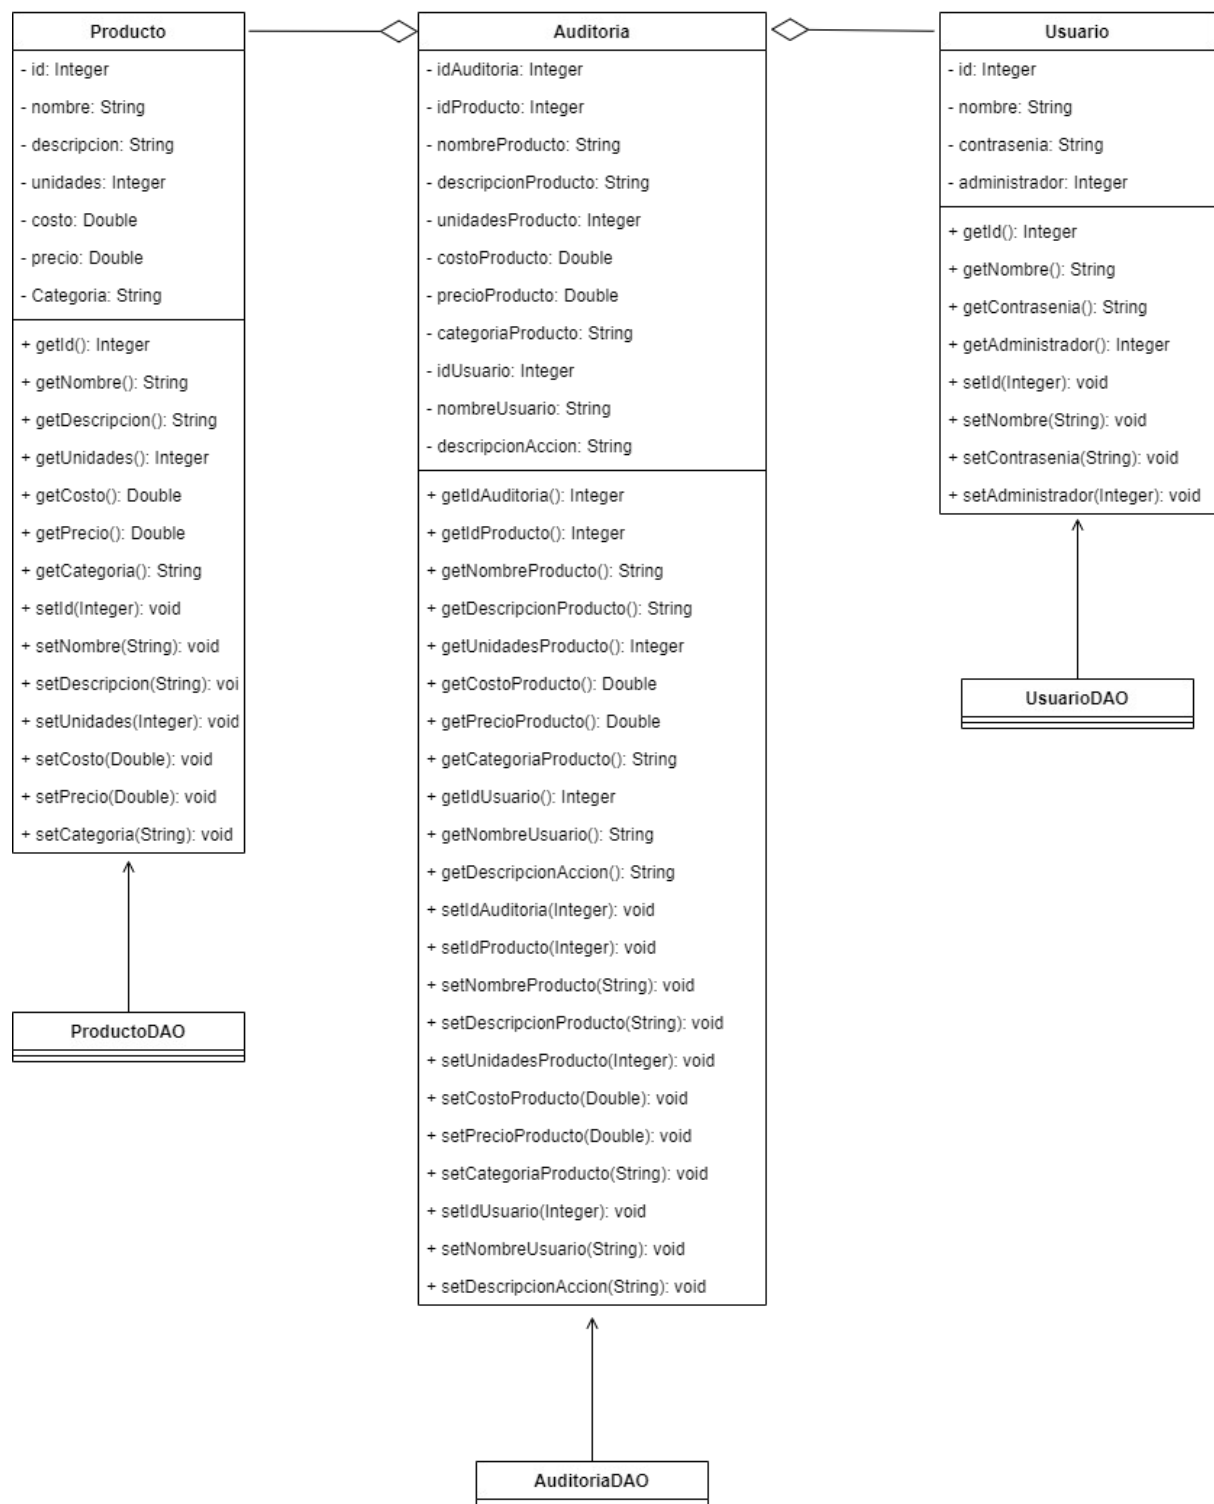 Producto
- id: Integer
- nombre: String
- descripcion: String
- unidades: Integer
- costo: Double
- precio: Double
- Categoria: String
+ getId(): Integer
+ getNombre(): String
+ getDescripcion(): String
+ getUnidades(): Integer
+ getCosto(): Double
+ getPrecio(): Double
+ getCategoria(): String
+ setId(Integer): void
+ setNombre(String): void
+ setDescripcion(String): voi
+ setUnidades(Integer): void
+ setCosto(Double): void
+ setPrecio(Double): void
+ setCategoria(String): void
ProductoDAO
Auditoria
- idAuditoria: Integer
- idProducto: Integer
- nombreProducto: String
- descripcionProducto: String
- unidadesProducto: Integer
- costoProducto: Double
- precioProducto: Double
- categoriaProducto: String
- idUsuario: Integer
- nombreUsuario: String
- descripcionAccion: String
+ getIdAuditoria(): Integer
+ getIdProducto(): Integer
+ getNombreProducto(): String
+ getDescripcionProducto(): String
+ getUnidadesProducto(): Integer
+ getCostoProducto(): Double
+ getPrecioProducto(): Double
+ getCategoriaProducto(): String
+ getIdUsuario(): Integer
+ getNombreUsuario(): String
+ getDescripcionAccion(): String
+ setIdAuditoria(Integer): void
+ setIdProducto(Integer): void
+ setNombreProducto(String): void
+ setDescripcionProducto(String): void
+ setUnidadesProducto(Integer): void
+ setCostoProducto(Double): void
+ setPrecioProducto(Double): void
+ setCategoriaProducto(String): void
+ setIdUsuario(Integer): void
+ setNombreUsuario(String): void
+ setDescripcionAccion(String): void
AuditoriaDAO
Usuario
- id: Integer
- nombre: String
- contrasenia: String
- administrador: Integer
+ getId(): Integer
+ getNombre(): String
+ getContrasenia(): String
+ getAdministrador(): Integer
+ setId(Integer): void
+ setNombre(String): void
+ setContrasenia(String): void
+ setAdministrador(Integer): void
UsuarioDAO